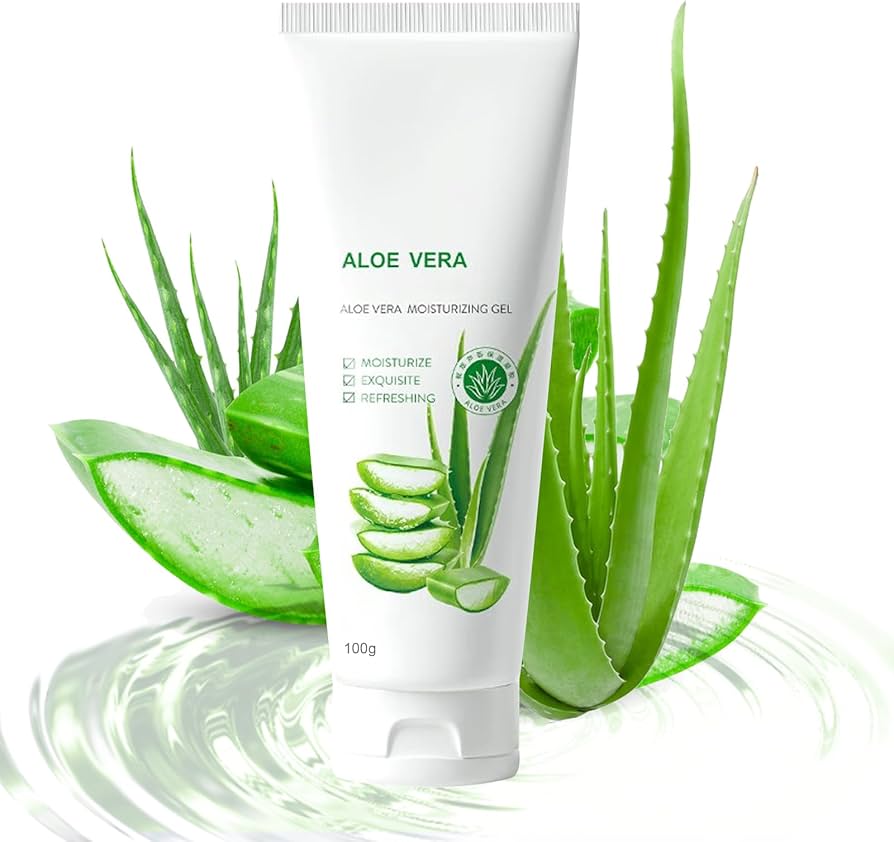 ALOE VERA
ALOE VERA MOISTURIZING GEL
☑ MOISTURIZE
☑ EXQUISITE
☑ REFRESHING
ALOE VERA
100g